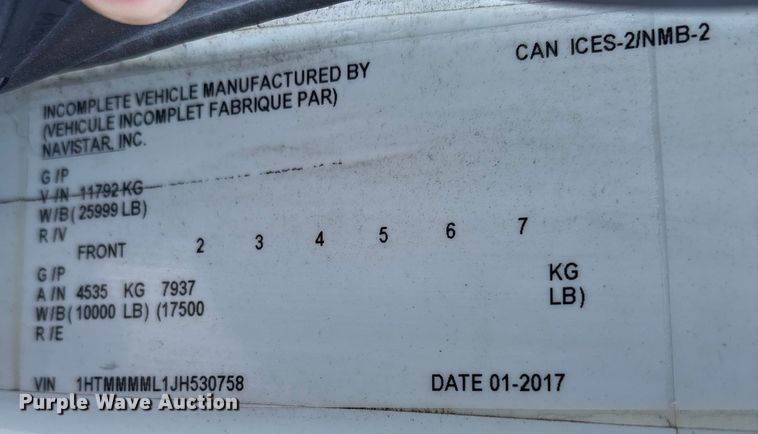 CAN ICES-2/NMB-2
INCOMPLETE VEHICLE MANUFACTURED BY
(VEHICULE INCOMPLET FABRIQUE PAR)
NAVISTAR, INC.
G /P
V /N 11792 KG
W/B( 25999 LB)
R /V
FRONT 2 3 4 5 6 7
G /P
A /N 4535 KG 7937 KG
W/B( 10000 LB) (17500 LB)
R /E
VIN 1HTMMMML1JH530758 DATE 01-2017
Purple Wave Auction